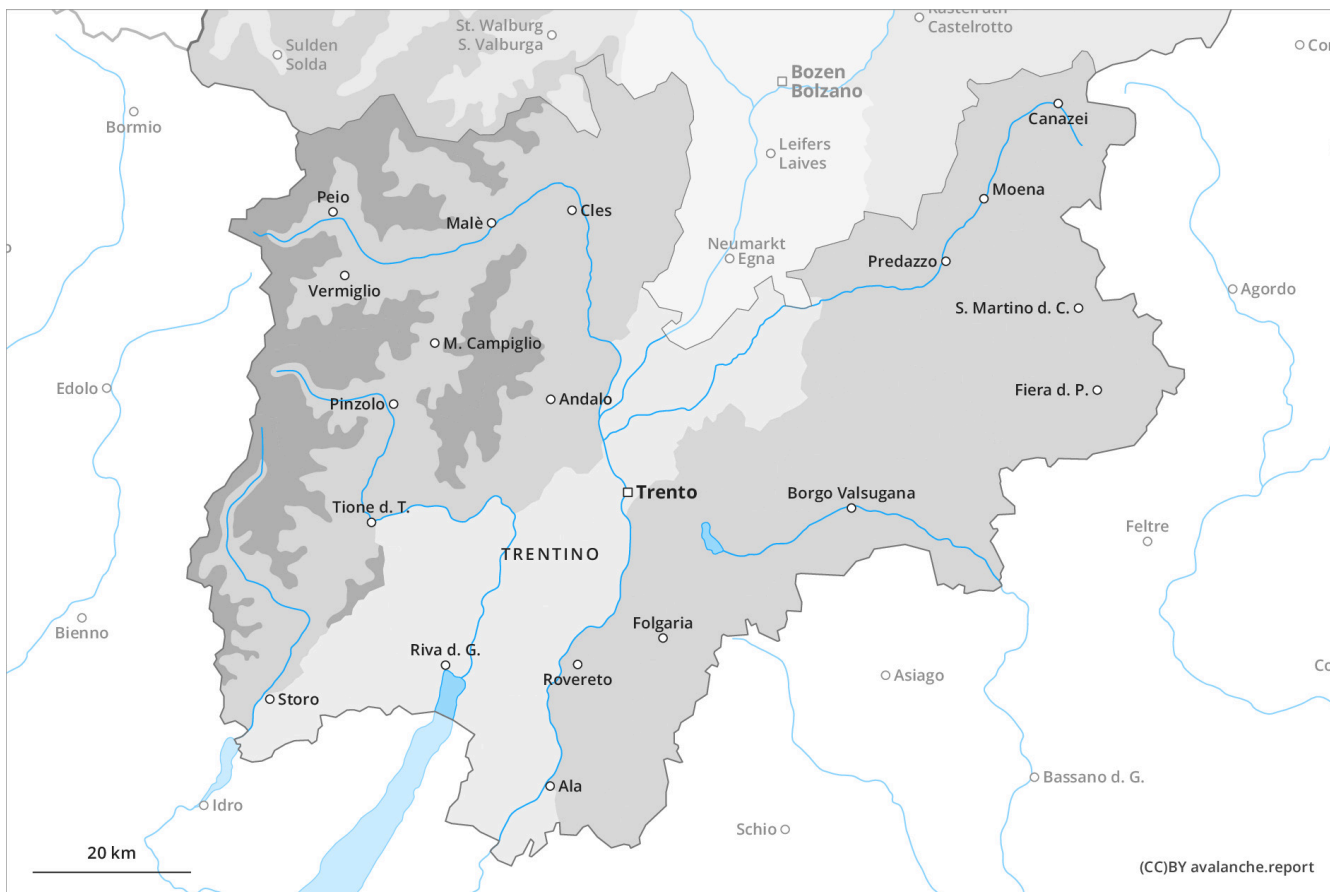 Kastelruth
Castelrotto
St. Walburg
S. Valburga
Sulden
Solda
Bozen
Bolzano
Bormio
Canazei
Leifers
Laives
Moena
Peio
Malè
Cles
Neumarkt
Egna
Predazzo
Vermiglio
Agordo
S. Martino d. C.
M. Campiglio
Edolo
Pinzolo
Andalo
Fiera d. P.
Trento
Borgo Valsugana
Tione d. T.
Feltre
TRENTINO
Bienno
Folgaria
Riva d. G.
Rovereto
Asiago
Storo
Ala
Bassano d. G.
Idro
Schio
20 km
(CC)BY avalanche.report